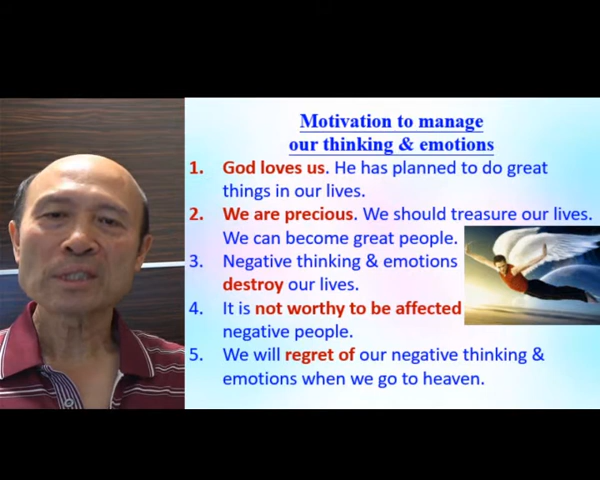 Motivation to manage
our thinking & emotions
1. God loves us. He has planned to do great
things in our lives.
2. We are precious. We should treasure our lives.
We can become great people.
3. Negative thinking & emotions
destroy our lives.
4. It is not worthy to be affected
negative people.
5. We will regret of our negative thinking &
emotions when we go to heaven.